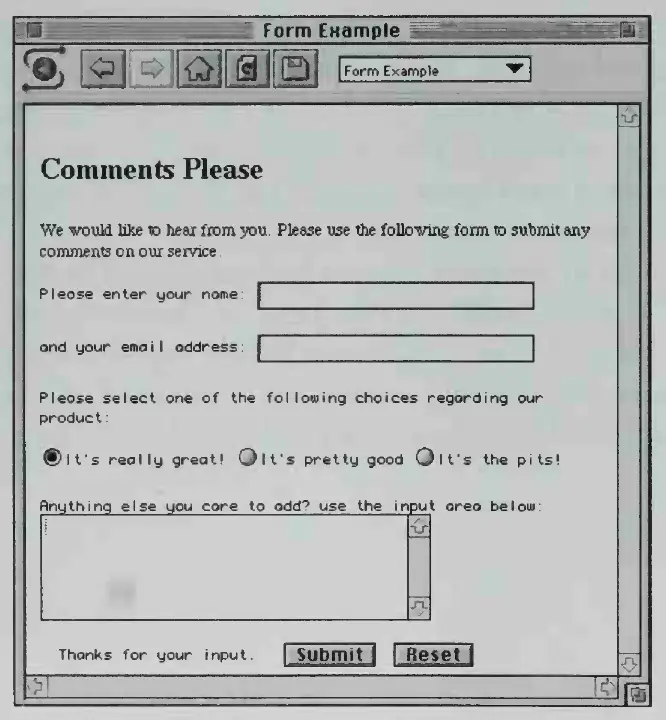 Form Example
Form Example
Comments Please
We would like to hear from you. Please use the following form to submit any
comments on our service.
Please enter your name:
and your email address:
Please select one of the following choices regarding our
product:
It's really great! It's pretty good It's the pits!
Anything else you care to add? use the input area below:
Thanks for your input. Submit Reset